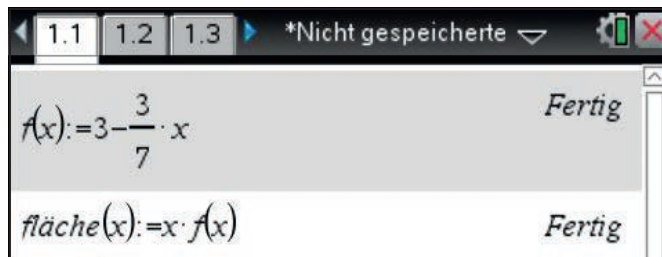 1.1 1.2 1.3 *Nicht gespeicherte
f(x):=3-3/7·x Fertig
fläche(x):=x·f(x) Fertig